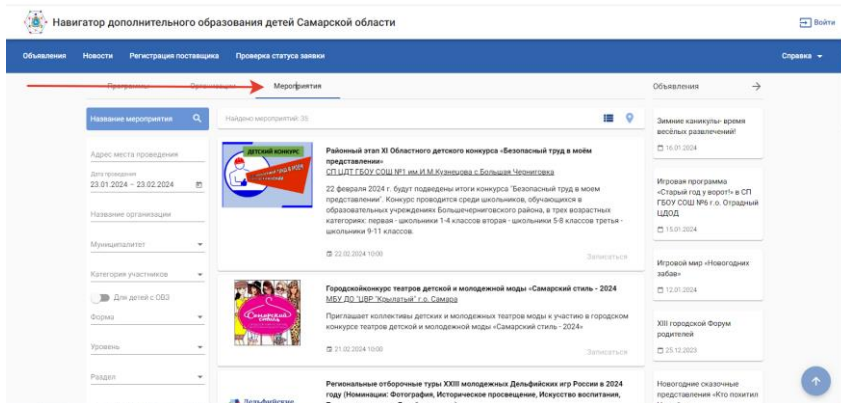 Навигатор дополнительного образования детей Самарской области
Войти
Объявления Новости Регистрация поставщика Проверка статуса заявки
Справка
Программы Организации Мероприятия
Название мероприятия
Адрес места проведения
Дата проведения
23.01.2024 – 23.02.2024
Название организации
Муниципалитет
Категория участников
Для детей с ОВЗ
Форма
Уровень
Раздел
Найдено мероприятий: 35
ДЕТСКИЙ КОНКУРС
Районный этап XI Областного детского конкурса «Безопасный труд в моём
представлении»
СП ЦДТ ГБОУ СОШ №1 им.И.М.Кузнецова с.Большая Черниговка
22 февраля 2024 г. будут подведены итоги конкурса "Безопасный труд в моем
представлении". Конкурс проводится среди школьников, обучающихся в
образовательных учреждениях Большечерниговского района, в трех возрастных
категориях: первая - школьники 1-4 классов вторая - школьники 5-8 классов третья -
школьники 9-11 классов.
22.02.2024 10:00
Записаться
Самарский
стиль
Городскойконкурс театров детской и молодежной моды «Самарский стиль - 2024
МБУ ДО "ЦВР "Крылатый" г.о. Самара
Приглашает коллективы детских и молодежных театров моды к участию в городском
конкурсе театров детской и молодежной моды «Самарский стиль - 2024»
21.02.2024 10:00
Записаться
Дельфийские
Региональные отборочные туры XXIII молодежных Дельфийских игр России в 2024
году (Номинации: Фотография, Историческое просвещение, Искусство воспитания,
Объявления
Зимние каникулы- время
весёлых развлечений!
16.01.2024
Игровая программа
«Старый год у ворот!» в СП
ГБОУ СОШ №6 г.о. Отрадный
ЦДОД
15.01.2024
Игровой мир «Новогодних
забав»
12.01.2024
XIII городской Форум
родителей
25.12.2023
Новогодние сказочные
представления «Кто похитил